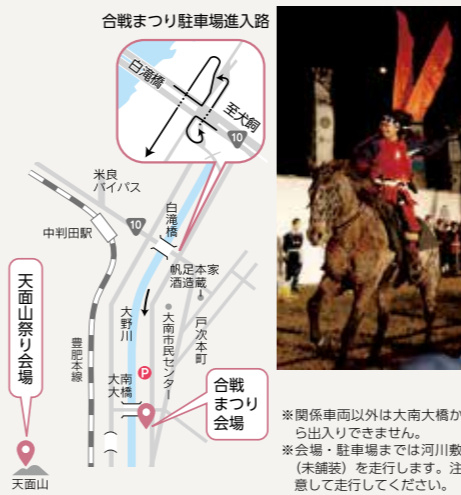 合戦まつり駐車場進入路
白滝橋
至犬飼
10
米良
バイパス
10
中判田駅
白滝橋
帆足本家
酒造蔵
天面山祭り会場
豊肥本線
大野川
大南市民センター
戸次本町
P
大南
大橋
合戦
まつり
会場
天面山
※関係車両以外は大南大橋か
ら出入りできません。
※会場・駐車場までは河川敷
（未舗装）を走行します。注
意して走行してください。